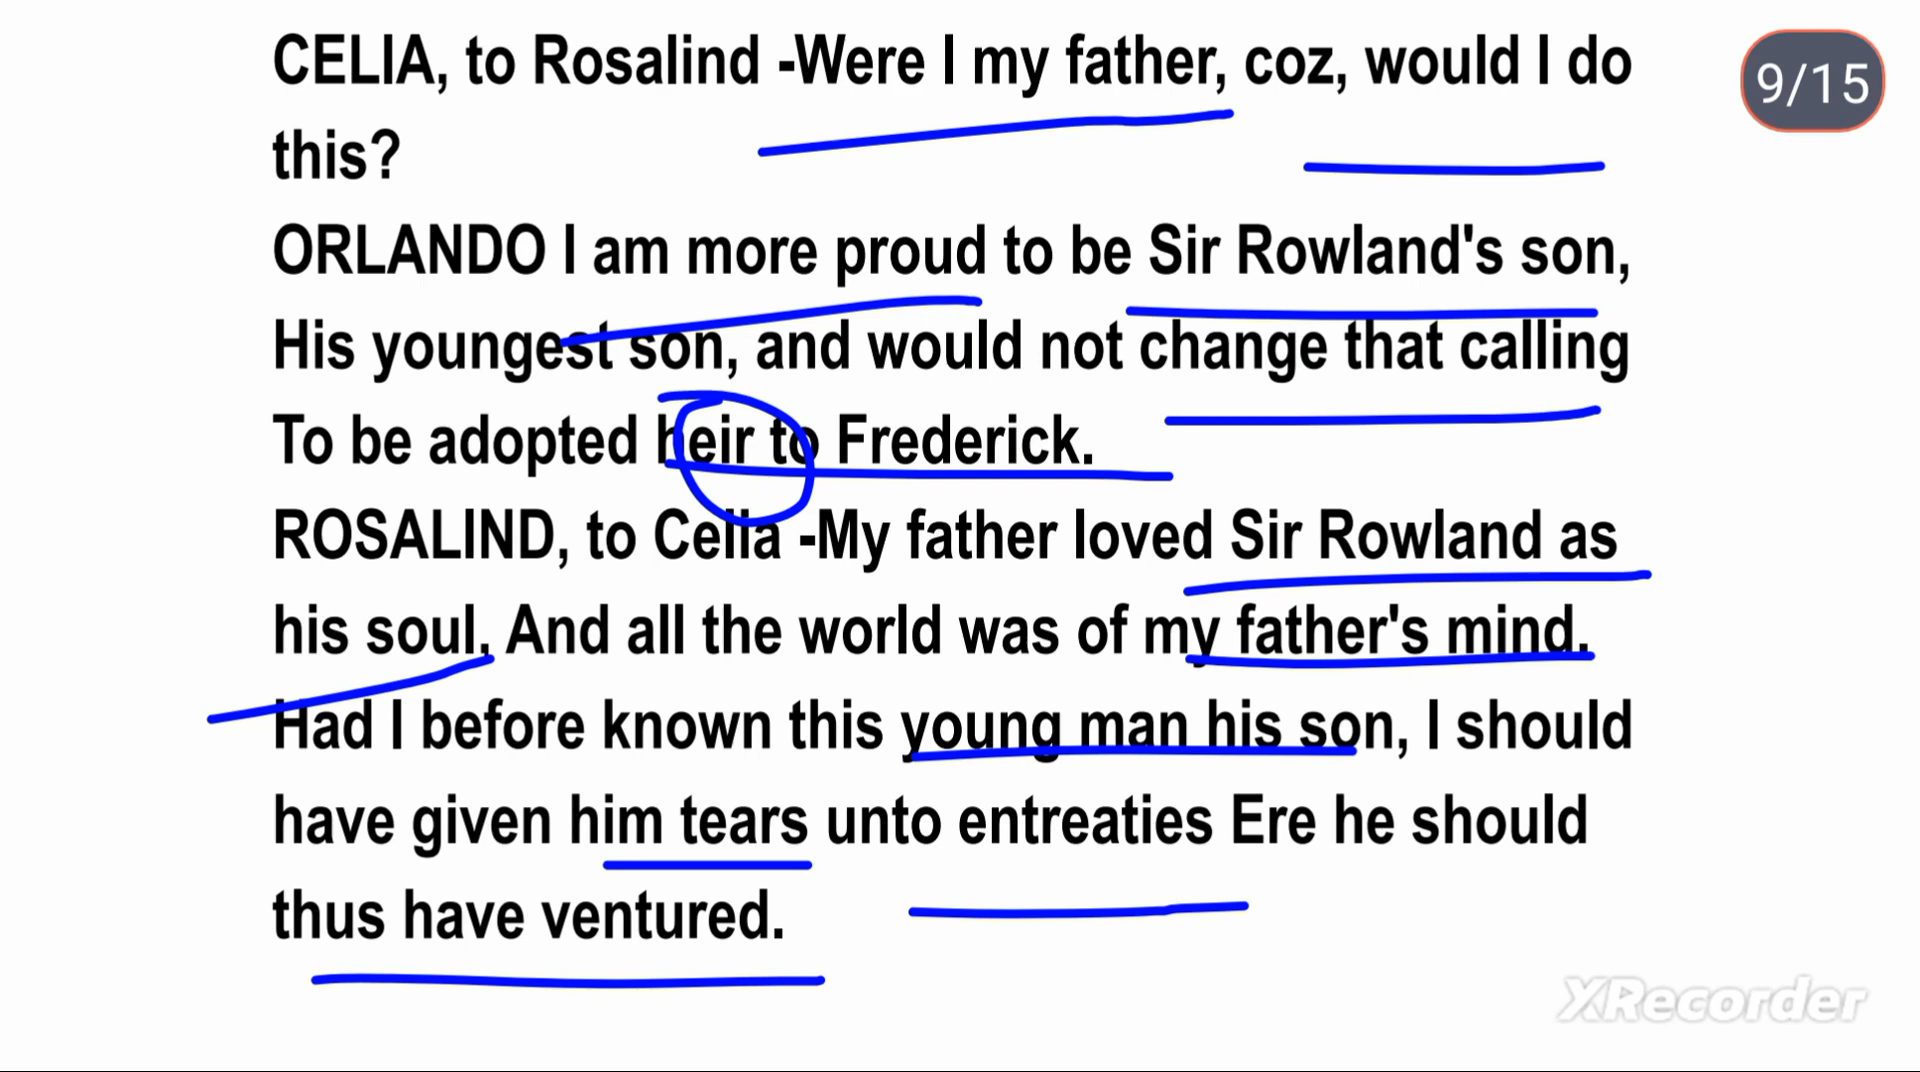 CELIA, to Rosalind -Were I my father, coz, would I do
this?
ORLANDO I am more proud to be Sir Rowland's son,
His youngest son, and would not change that calling
To be adopted heir to Frederick.
ROSALIND, to Celia -My father loved Sir Rowland as
his soul, And all the world was of my father's mind.
Had I before known this young man his son, I should
have given him tears unto entreaties Ere he should
thus have ventured.
9/15
XRecorder